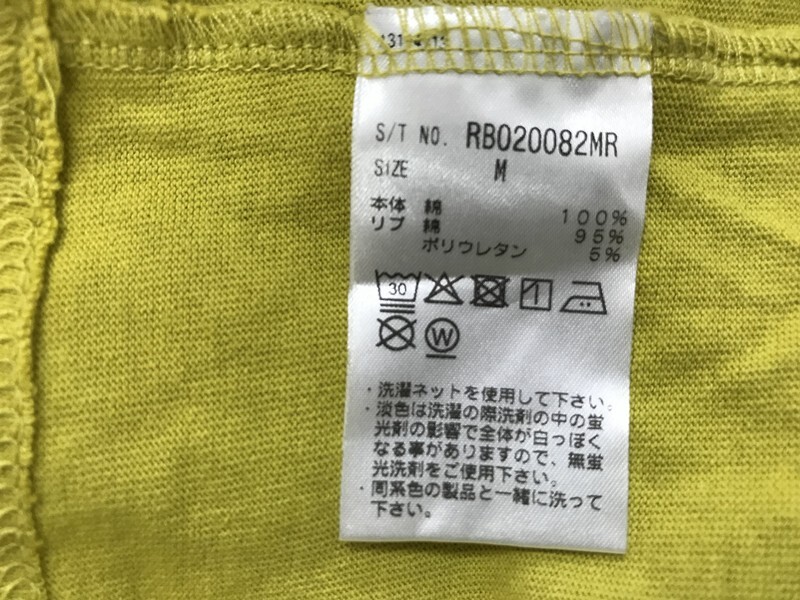 S/T NO. RB020082MR
SIZE M
本体 綿 100%
リブ 綿 95%
ポリウレタン 5%
30
W
・洗濯ネットを使用して下さい。
・淡色は洗濯の際洗剤の中の蛍
光剤の影響で全体が白っぽく
なる事がありますので、無蛍
光洗剤をご使用下さい。
・同系色の製品と一緒に洗って
下さい。